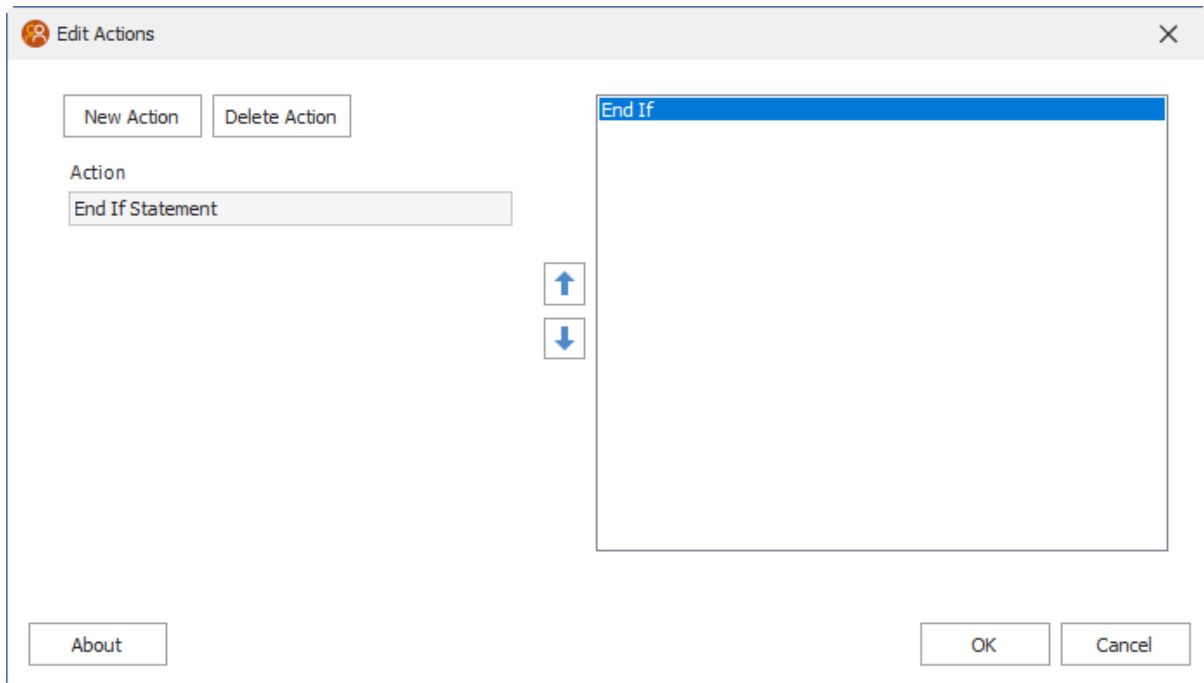 Edit Actions
New Action
Delete Action
End If
Action
End If Statement
About
OK
Cancel